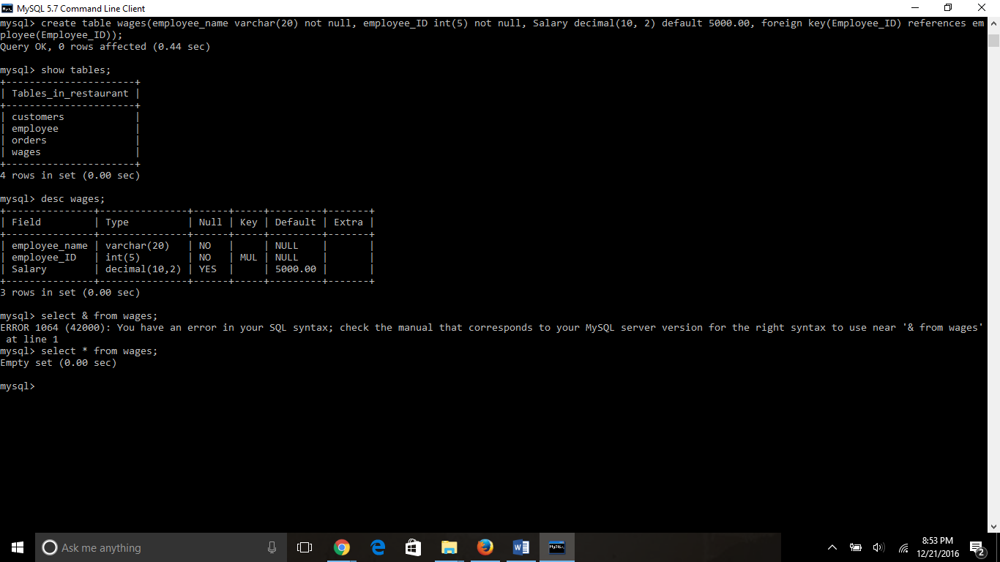 MySQL 5.7 Command Line Client
mysql> create table wages(employee_name varchar(20) not null, employee_ID int(5) not null, Salary decimal(10, 2) default 5000.00, foreign key(Employee_ID) references em
ployee(Employee_ID));
Query OK, 0 rows affected (0.44 sec)

mysql> show tables;
+----------------------+
| Tables_in_restaurant |
+----------------------+
| customers            |
| employee             |
| orders               |
| wages                |
+----------------------+
4 rows in set (0.00 sec)

mysql> desc wages;
+---------------+---------------+------+-----+---------+-------+
| Field         | Type          | Null | Key | Default | Extra |
+---------------+---------------+------+-----+---------+-------+
| employee_name | varchar(20)   | NO   |     | NULL    |       |
| employee_ID   | int(5)        | NO   | MUL | NULL    |       |
| Salary        | decimal(10,2) | YES  |     | 5000.00 |       |
+---------------+---------------+------+-----+---------+-------+
3 rows in set (0.00 sec)

mysql> select & from wages;
ERROR 1064 (42000): You have an error in your SQL syntax; check the manual that corresponds to your MySQL server version for the right syntax to use near '& from wages'
 at line 1
mysql> select * from wages;
Empty set (0.00 sec)

mysql>
Ask me anything
8:53 PM
12/21/2016
2